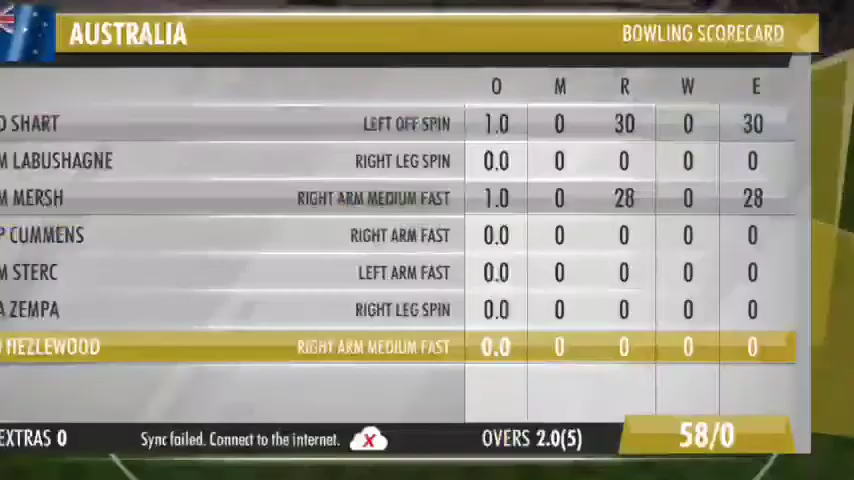 AUSTRALIA BOWLING SCORECARD
O M R W E
D SHART LEFT OFF SPIN 1.0 0 30 0 30
M LABUSHAGNE RIGHT LEG SPIN 0.0 0 0 0 0
M MERSH RIGHT ARM MEDIUM FAST 1.0 0 28 0 28
P CUMMENS RIGHT ARM FAST 0.0 0 0 0 0
M STERC LEFT ARM FAST 0.0 0 0 0 0
A ZEMPA RIGHT LEG SPIN 0.0 0 0 0 0
HEZLEWOOD RIGHT ARM MEDIUM FAST 0.0 0 0 0 0
EXTRAS 0 Sync failed. Connect to the internet. X OVERS 2.0(5) 58/0